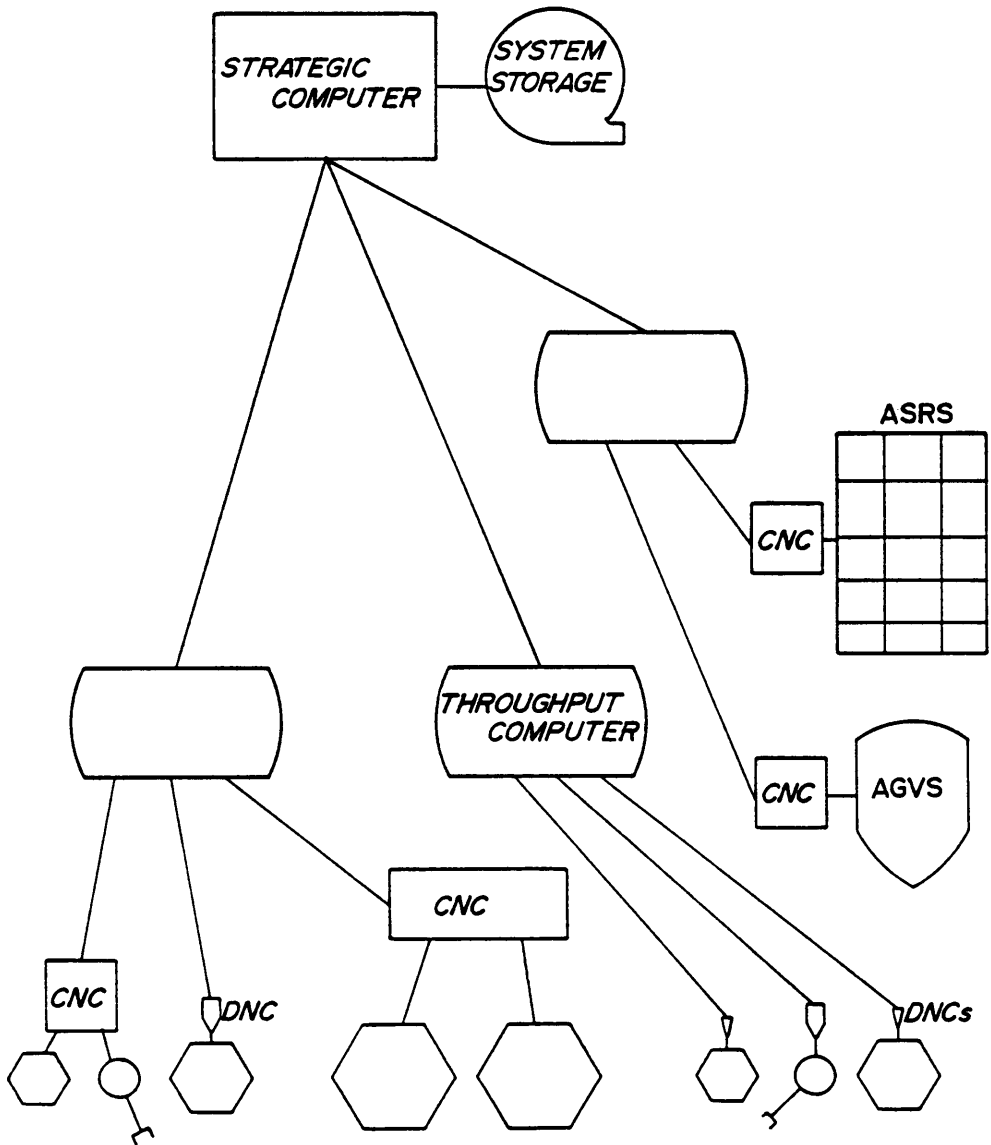 STRATEGIC
COMPUTER
SYSTEM
STORAGE
ASRS
CNC
THROUGHPUT
COMPUTER
CNC
AGVS
CNC
CNC
DNC
DNCs